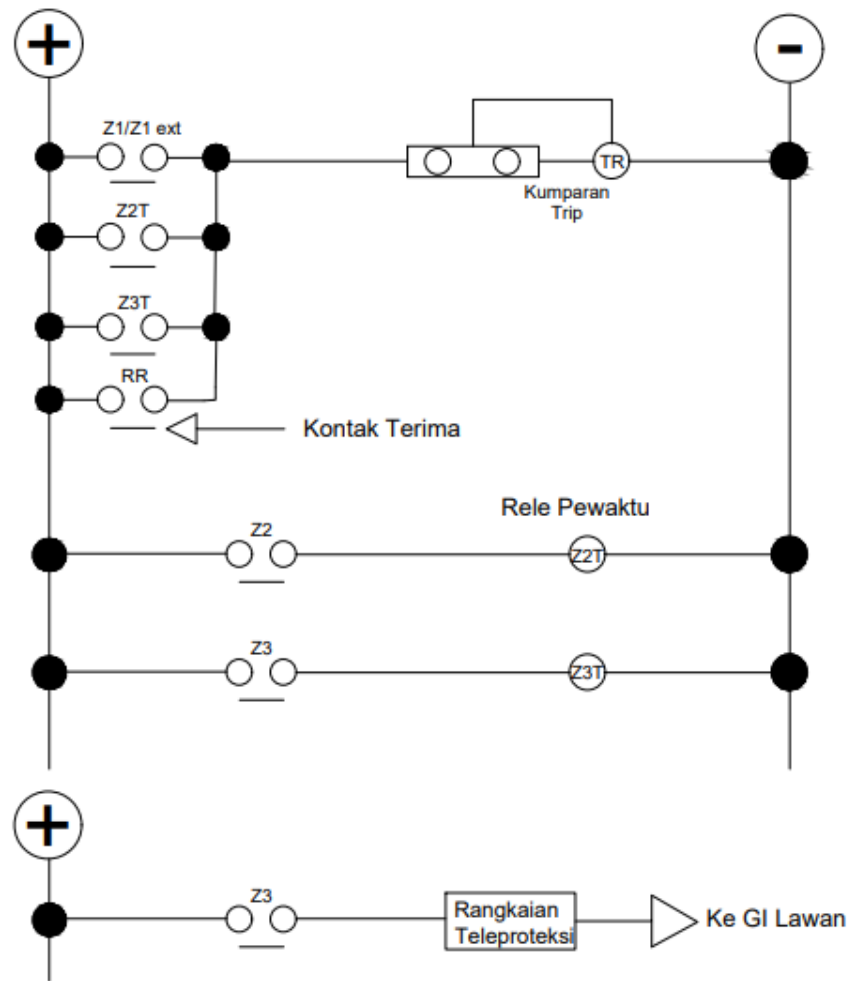 +
-
Z1/Z1 ext
TR
Kumparan
Trip
Z2T
Z3T
RR
Kontak Terima
Rele Pewaktu
Z2
Z2T
Z3
Z3T
+
Z3
Rangkaian
Teleproteksi
Ke GI Lawan